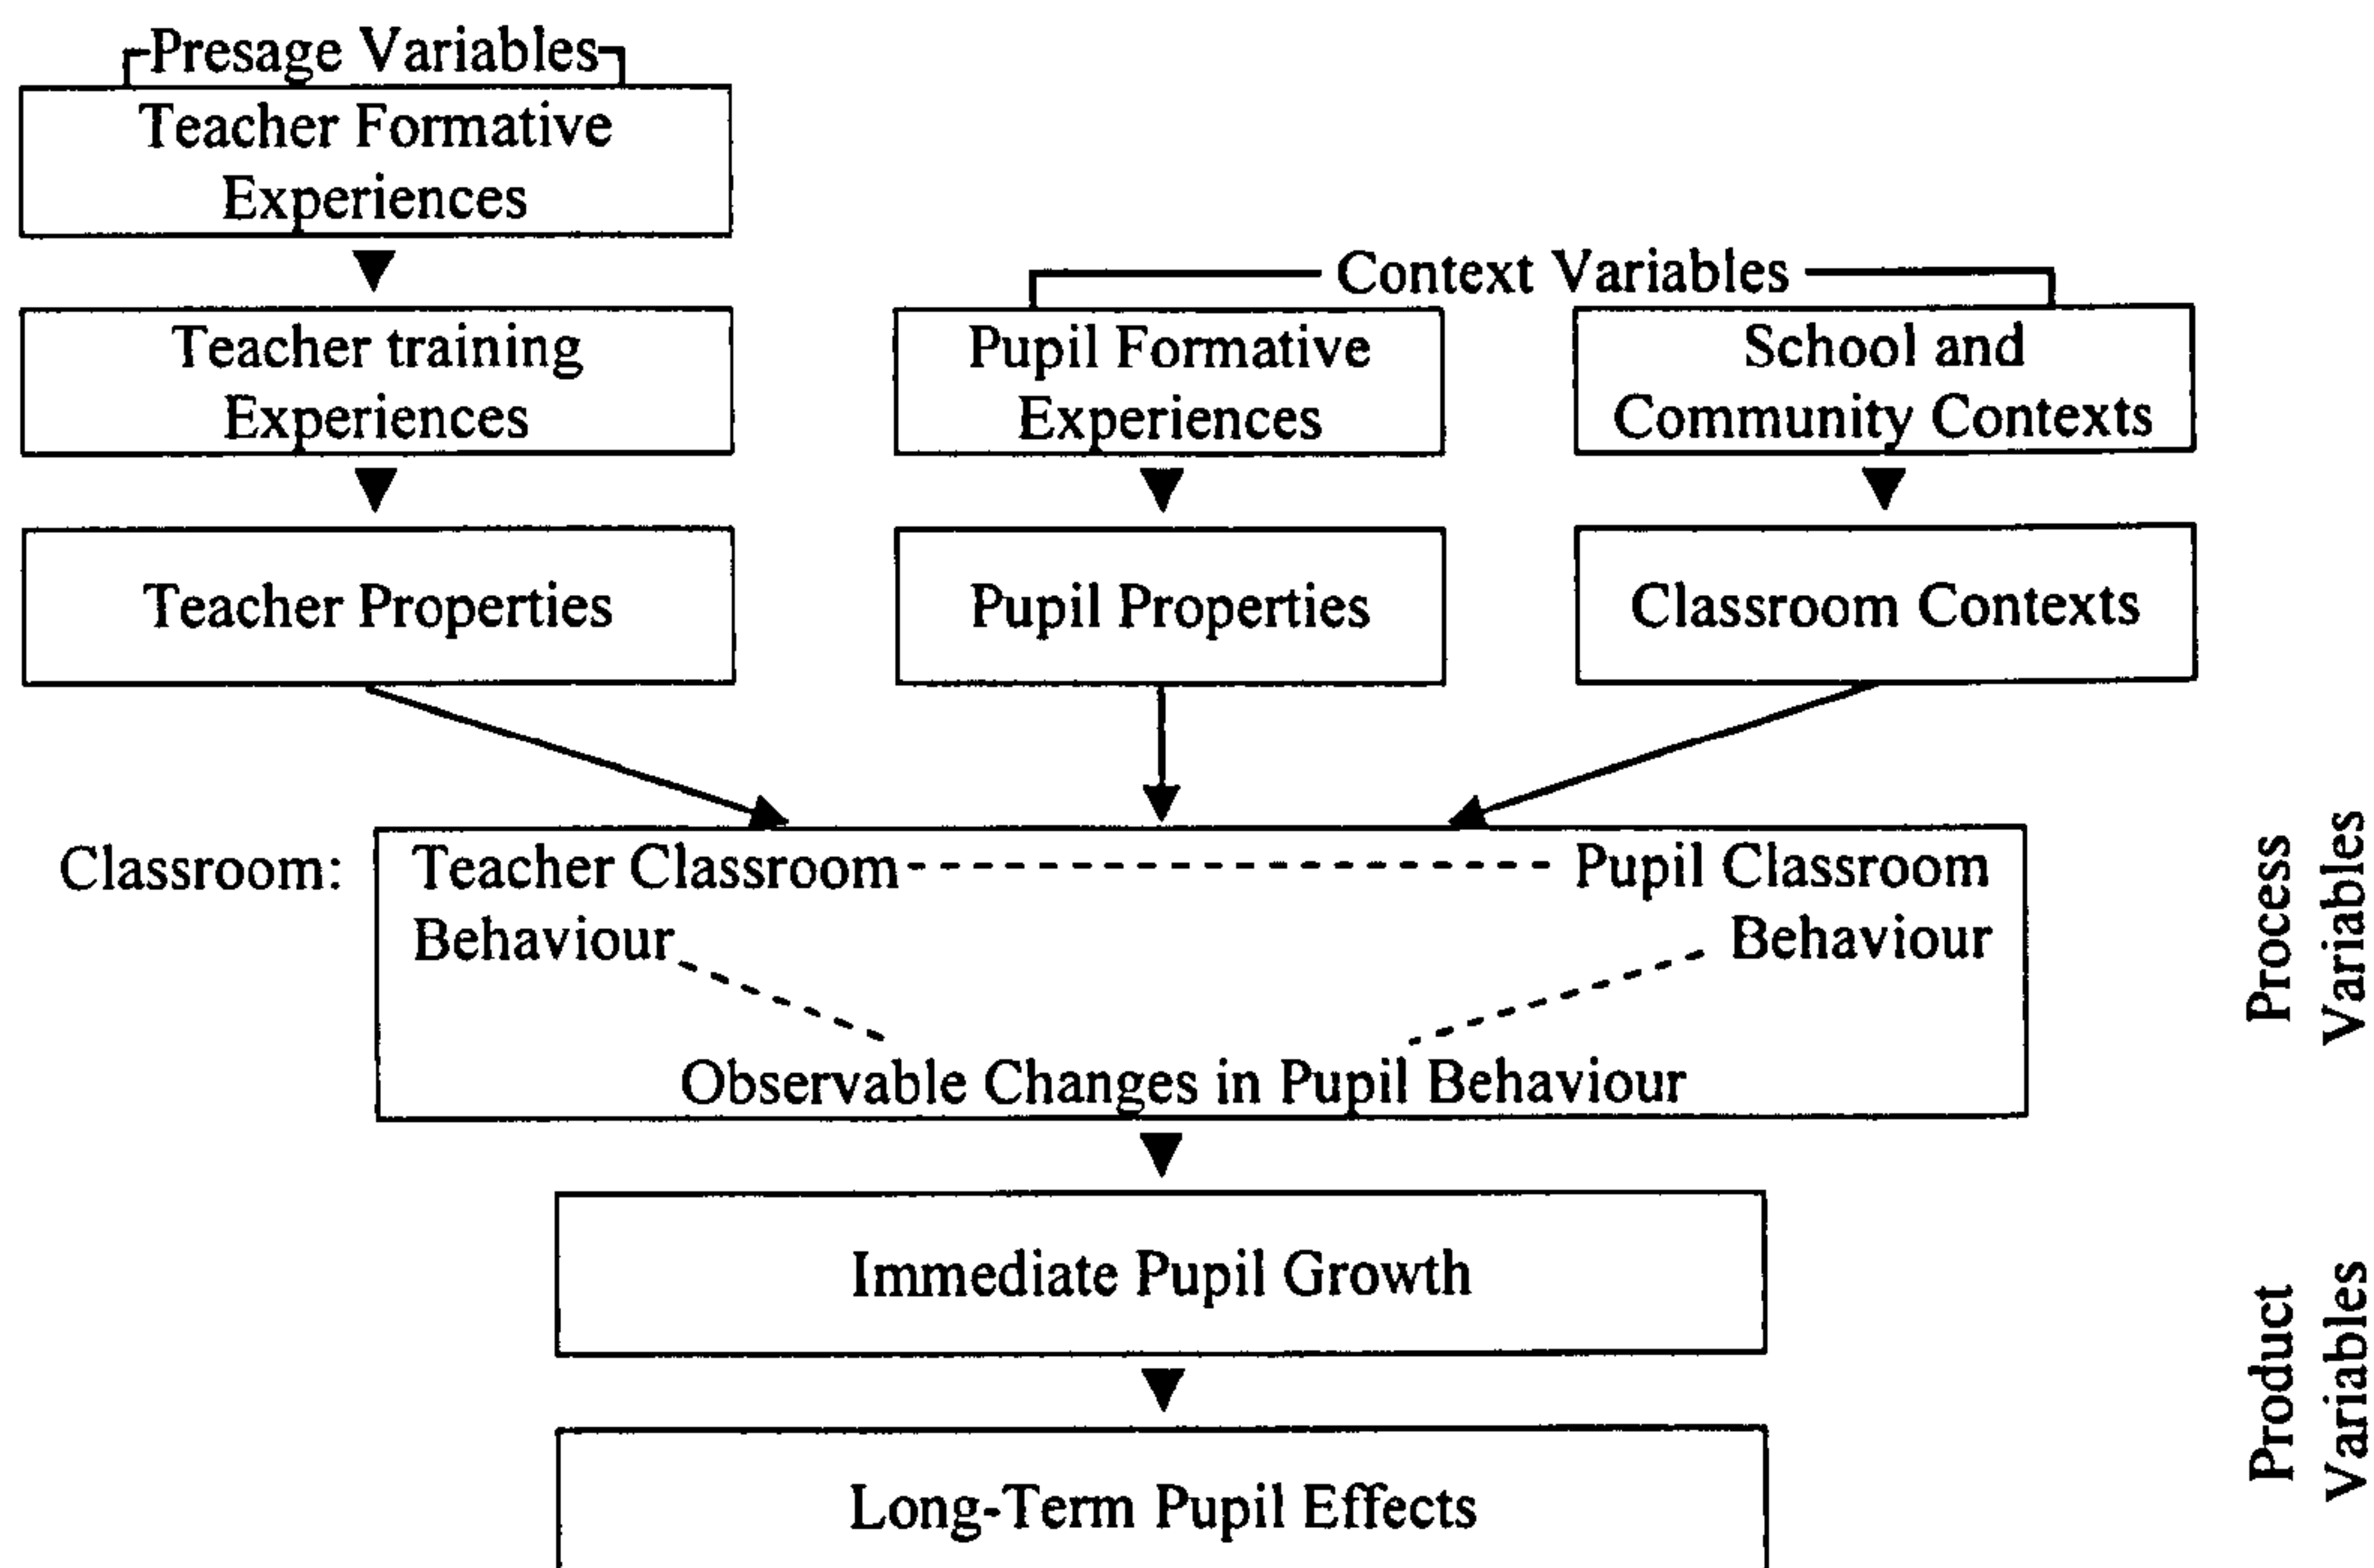 Presage Variables
Teacher Formative
Experiences
Context Variables
Teacher training
Experiences
Pupil Formative
Experiences
School and
Community Contexts
Teacher Properties
Pupil Properties
Classroom Contexts
Classroom:
Teacher Classroom
Behaviour
Pupil Classroom
Behaviour
Observable Changes in Pupil Behaviour
Process
Variables
Immediate Pupil Growth
Long-Term Pupil Effects
Product
Variables